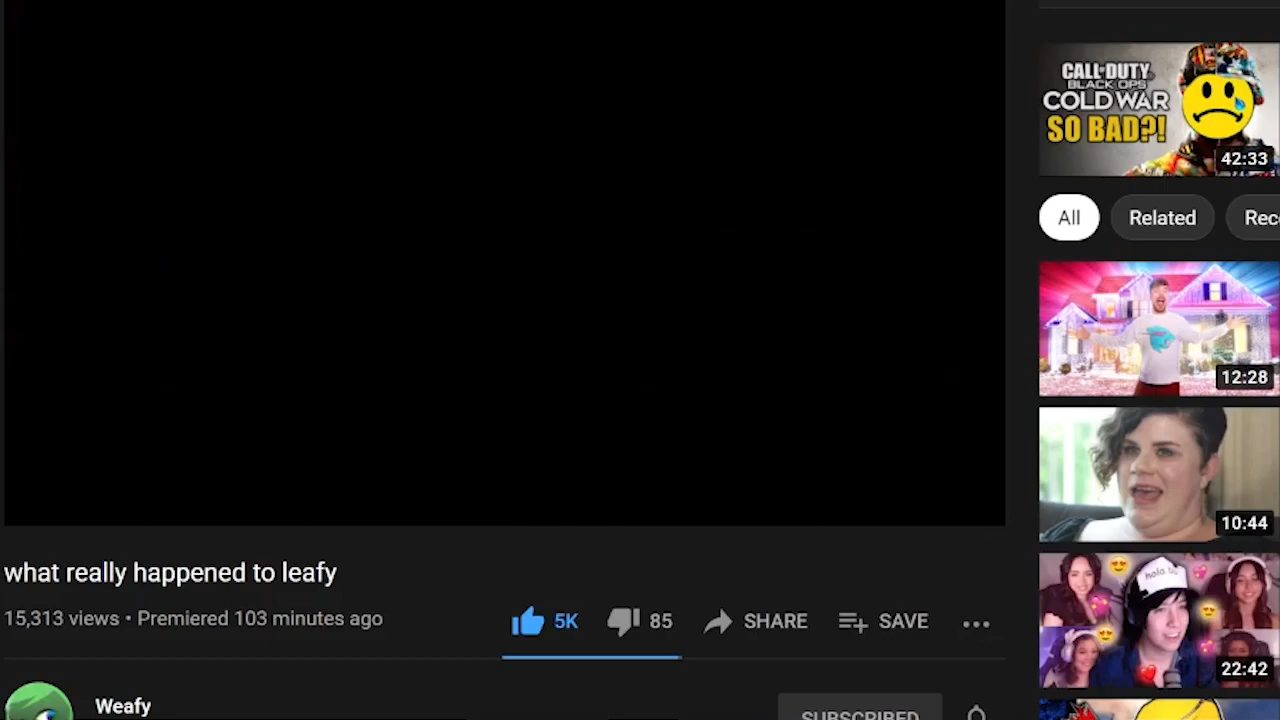 CALL OF DUTY
BLACK OPS
COLD WAR
SO BAD?!
42:33
All
Related
12:28
10:44
22:42
what really happened to leafy
15,313 views • Premiered 103 minutes ago
5K
85
SHARE
SAVE
Weafy
SUBSCRIBED